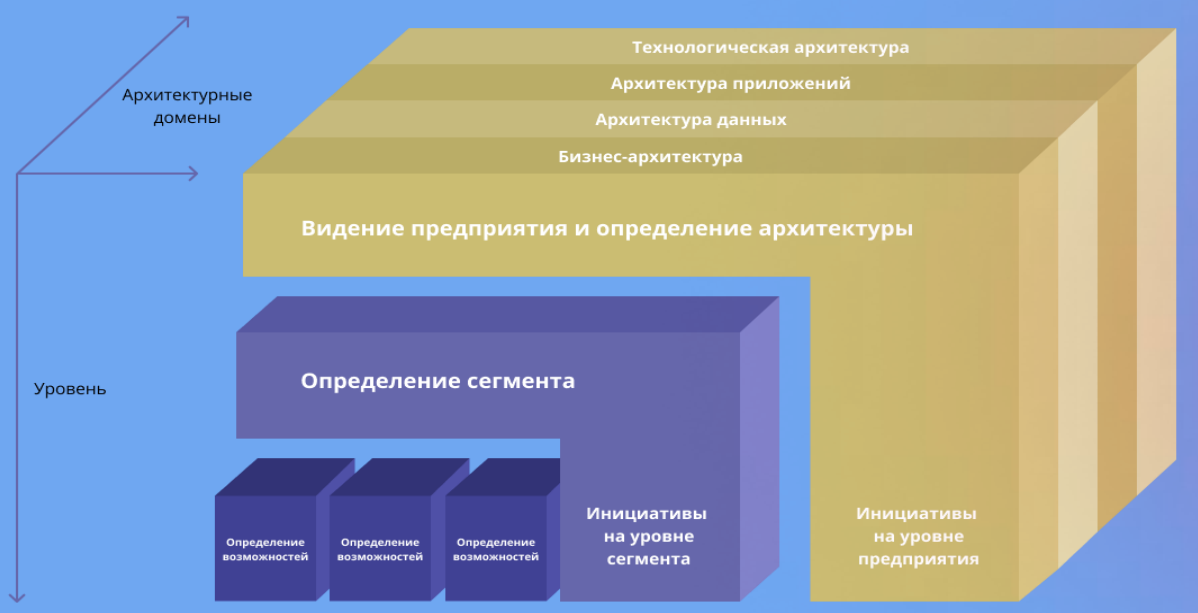 Технологическая архитектура
Архитектура приложений
Архитектура данных
Бизнес-архитектура
Архитектурные
домены
Видение предприятия и определение архитектуры
Уровень
Определение сегмента
Определение
возможностей
Определение
возможностей
Определение
возможностей
Инициативы
на уровне
сегмента
Инициативы
на уровне
предприятия